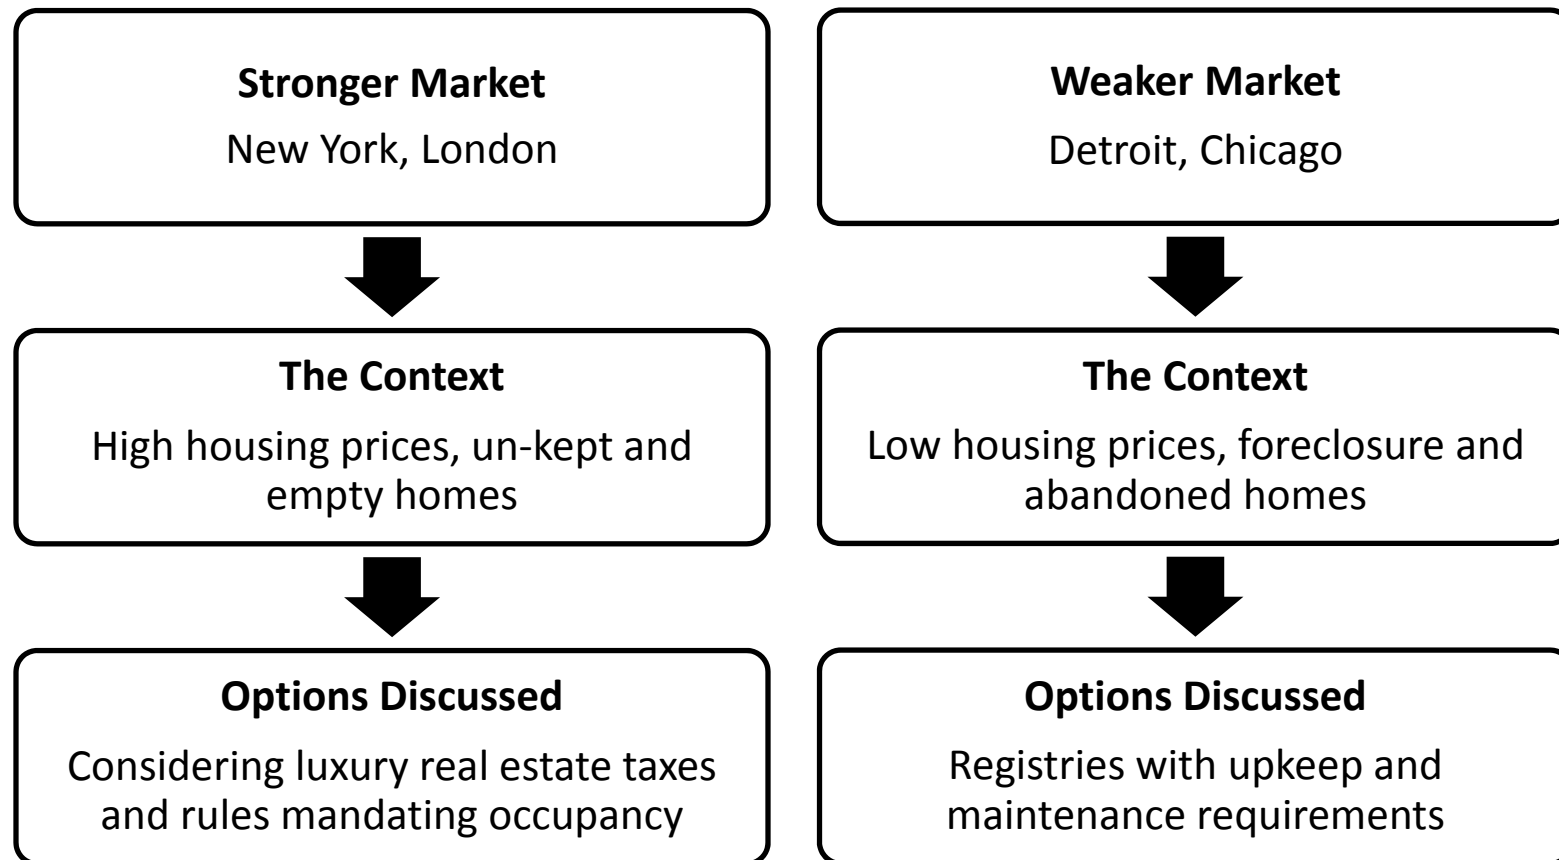 Stronger Market
New York, London
Weaker Market
Detroit, Chicago
The Context
High housing prices, un-kept and
empty homes
The Context
Low housing prices, foreclosure and
abandoned homes
Options Discussed
Considering luxury real estate taxes
and rules mandating occupancy
Options Discussed
Registries with upkeep and
maintenance requirements